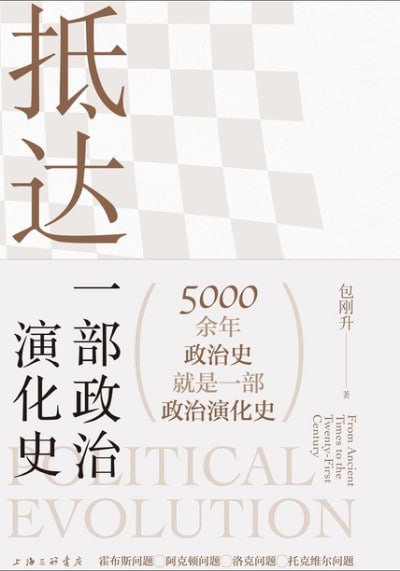 抵达
一部政治
演化史
5000
余年
政治史
就是一部
政治演化史
包刚升
著
From Ancient
Times to the
Twenty-First
Century
POLITICAL
EVOLUTION
上海三联书店
霍布斯问题 阿克顿问题 洛克问题 托克维尔问题